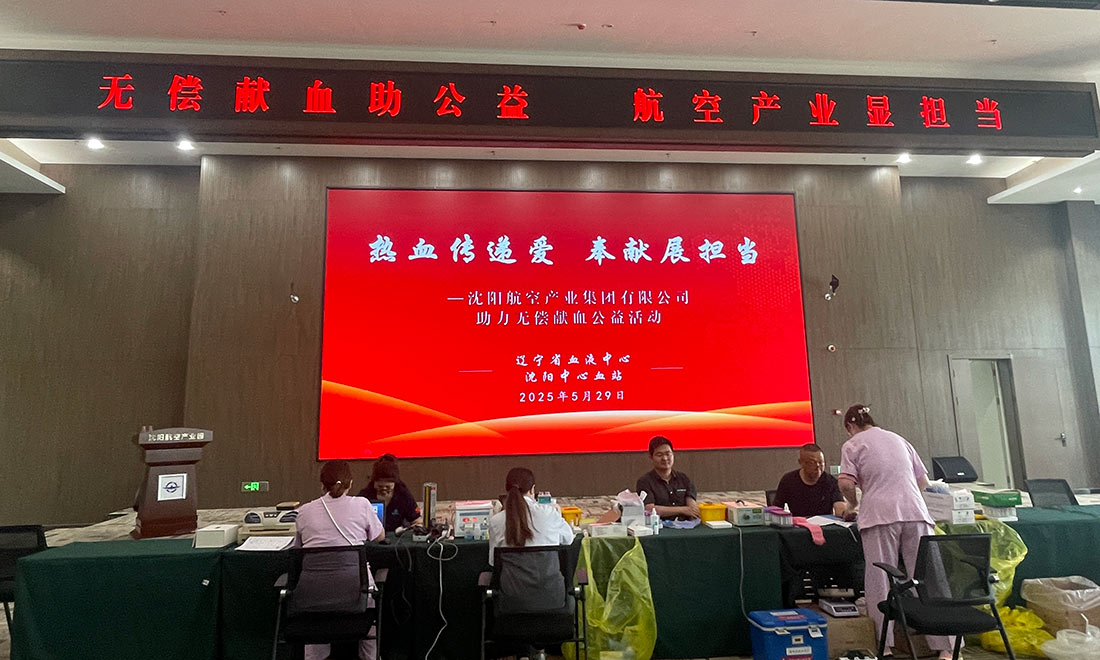 无偿献血助公益 航空产业显担当
热血传递爱 奉献展担当
—沈阳航空产业集团有限公司
助力无偿献血公益活动
辽宁省血液中心
沈阳中心血站
2025年5月29日
沈阳航空产业园